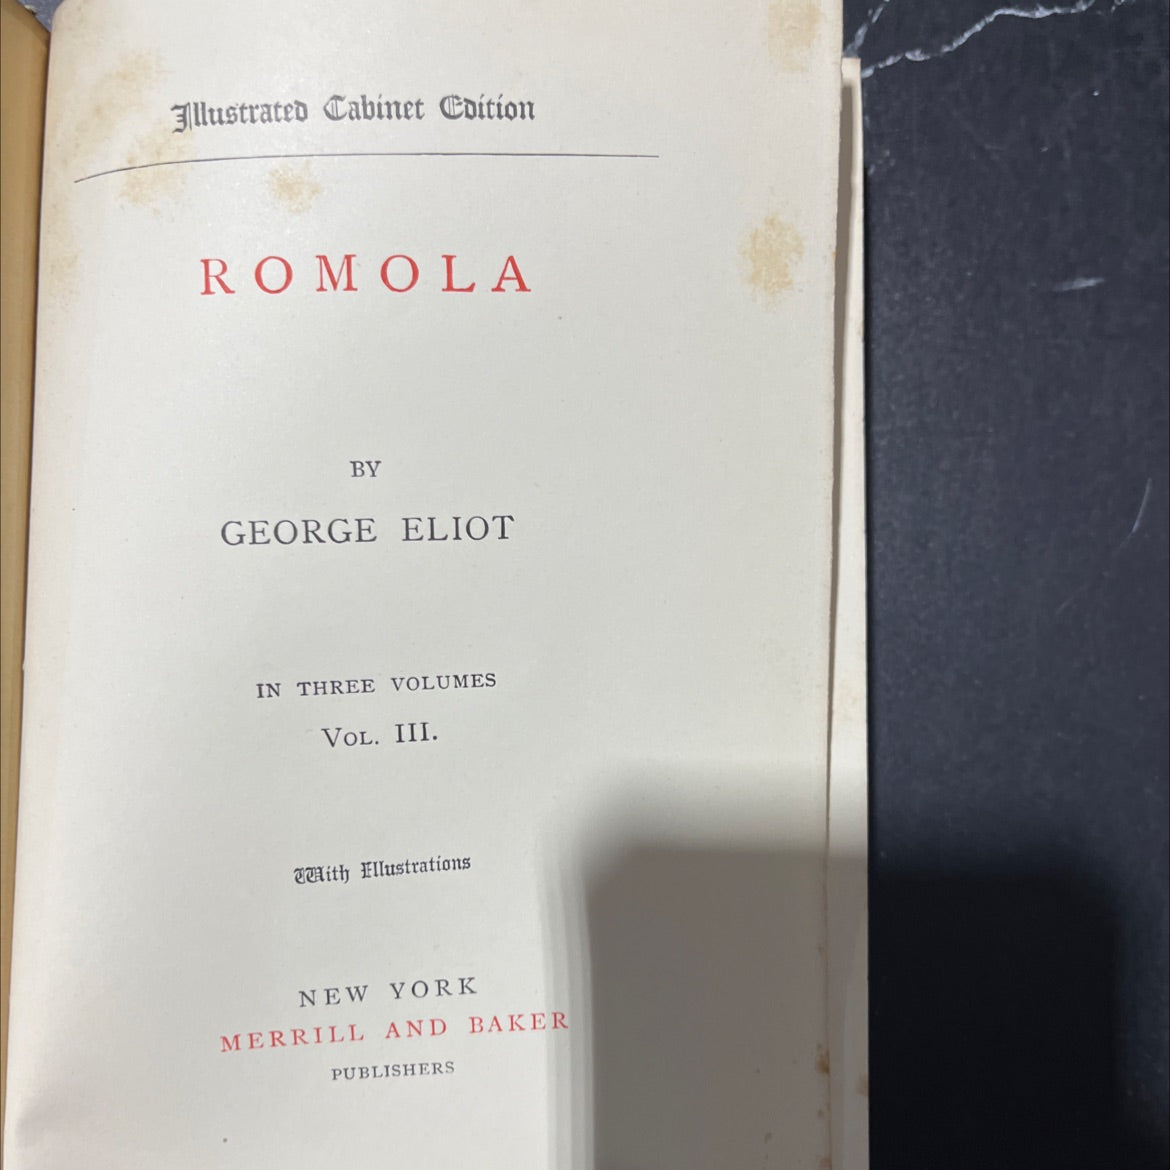 Illustrated Cabinet Edition
ROMOLA
BY
GEORGE ELIOT
IN THREE VOLUMES
VOL. III.
With Illustrations
NEW YORK
MERRILL AND BAKER
PUBLISHERS